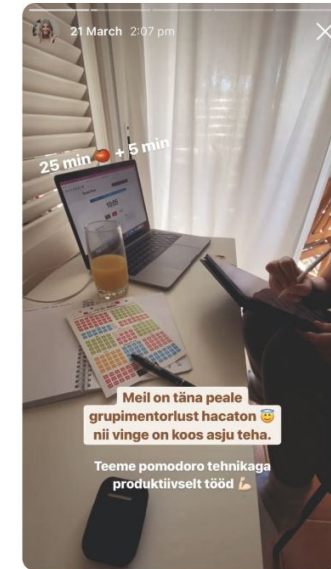 21 March 2:07 pm
25 min 🍅 + 5 min
Meil on täna peale
grupimentorlust hacaton 😇
nii vinge on koos asju teha.
Teeme pomodoro tehnikaga
produktiivselt tööd 💪🏻